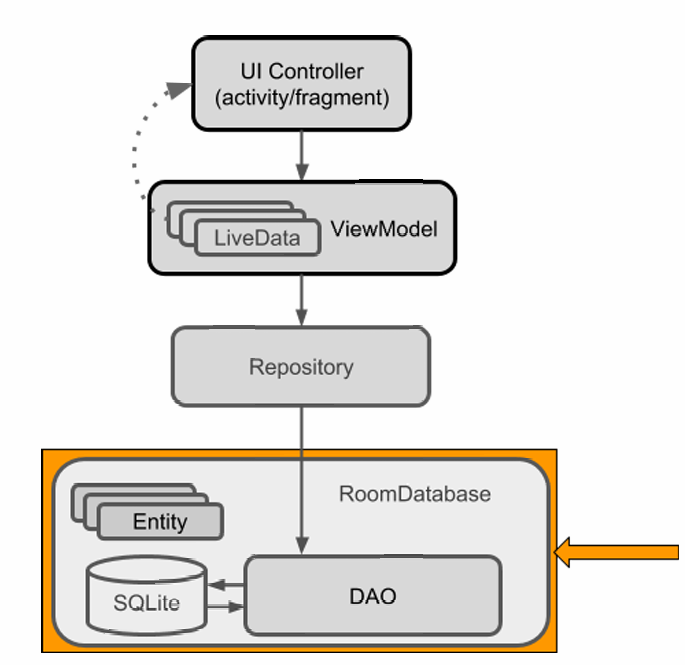 UI Controller
(activity/fragment)
LiveData
ViewModel
Repository
RoomDatabase
Entity
SQLite
DAO